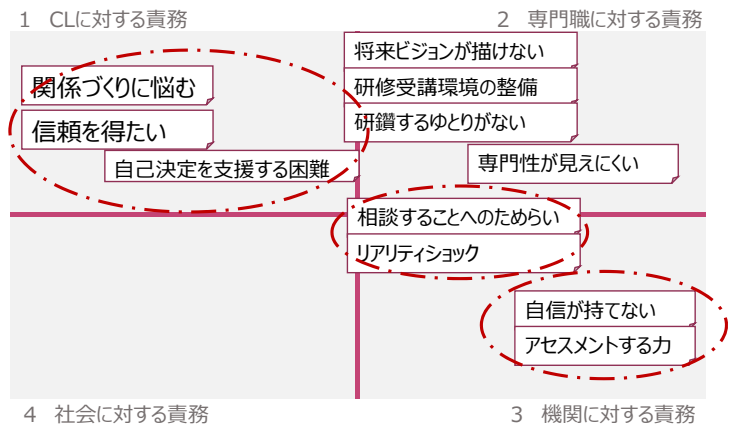 1 CLに対する責務
2 専門職に対する責務
関係づくりに悩む
信頼を得たい
自己決定を支援する困難
将来ビジョンが描けない
研修受講環境の整備
研鑽するゆとりがない
専門性が見えにくい
相談することへのためらい
リアリティショック
自信が持てない
アセスメントする力
4 社会に対する責務
3 機関に対する責務